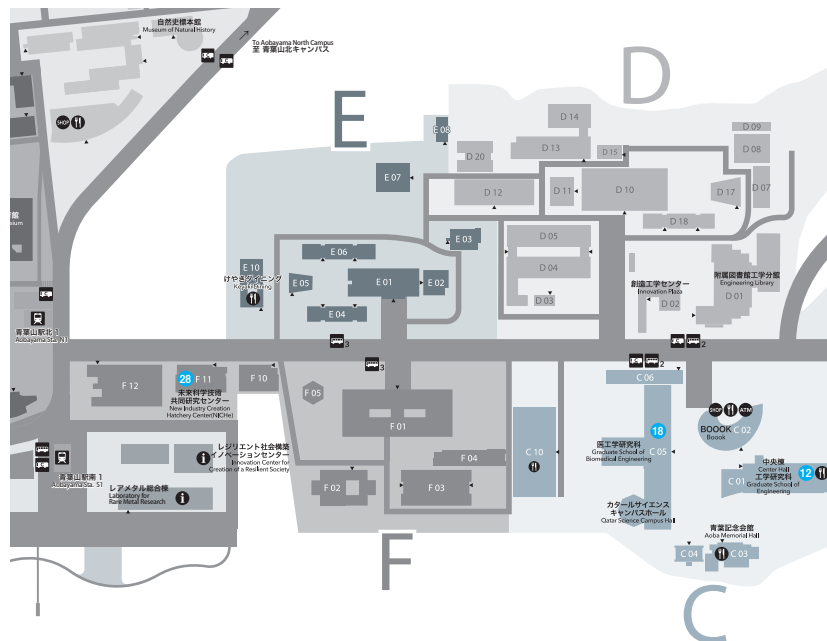 自然史標本館
Museum of Natural History
To Aobayama North Campus
至 青葉山北キャンパス
SHOP
D
E
E 08
D 14
D 09
D 20
D 13
D 15
D 08
E 07
D 12
D 11
D 10
D 17
D 07
D 18
E 03
D 05
E 06
E 10
けやきダイニング
E 05
E 01
E 02
D 04
創造工学センター
Innovation Plaza
附属図書館工学分館
Engineering Library
D 03
D 02
D 01
E 04
青葉山駅北 1
Aobayama Sta. N1
3
2
3
2
F 12
28
F 11
F 10
未来科学技術
共同研究センター
New Industry Creation
Hatchery Center(NICHe)
F 05
F 01
C 06
SHOP
ATM
BOOOK
Boook
C 02
C 10
18
医工学研究科
Graduate School of
Biomedical Engineering
C 05
レジリエント社会構築
イノベーションセンター
Innovation Center for
Creation of a Resilient Society
F 04
中央棟
Center Hall
工学研究科
Graduate School of
Engineering
12
C 01
青葉山駅南 1
Aobayama Sta. S1
レアメタル総合棟
Laboratory for
Rare Metal Research
F 02
F 03
カタールサイエンス
キャンパスホール
Qatar Science Campus Hall
青葉記念会館
Aoba Memorial Hall
C 04
C 03
F
C